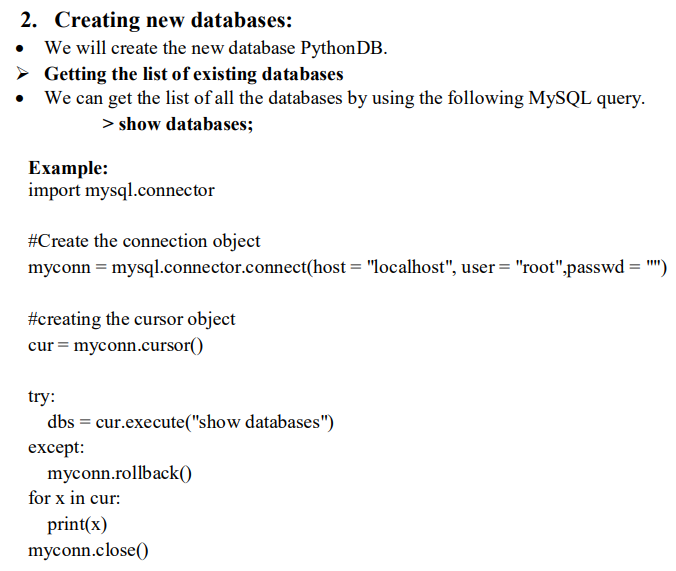 2. Creating new databases:
• We will create the new database PythonDB.
➢ Getting the list of existing databases
• We can get the list of all the databases by using the following MySQL query.
> show databases;
Example:
import mysql.connector
#Create the connection object
myconn = mysql.connector.connect(host = "localhost", user = "root",passwd = "")
#creating the cursor object
cur = myconn.cursor()
try:
    dbs = cur.execute("show databases")
except:
    myconn.rollback()
for x in cur:
    print(x)
myconn.close()